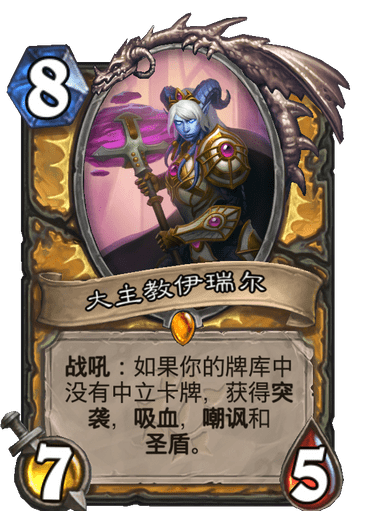 8
大主教伊瑞尔
战吼：如果你的牌库中
没有中立卡牌，获得突
袭，吸血，嘲讽和
圣盾。
7
5